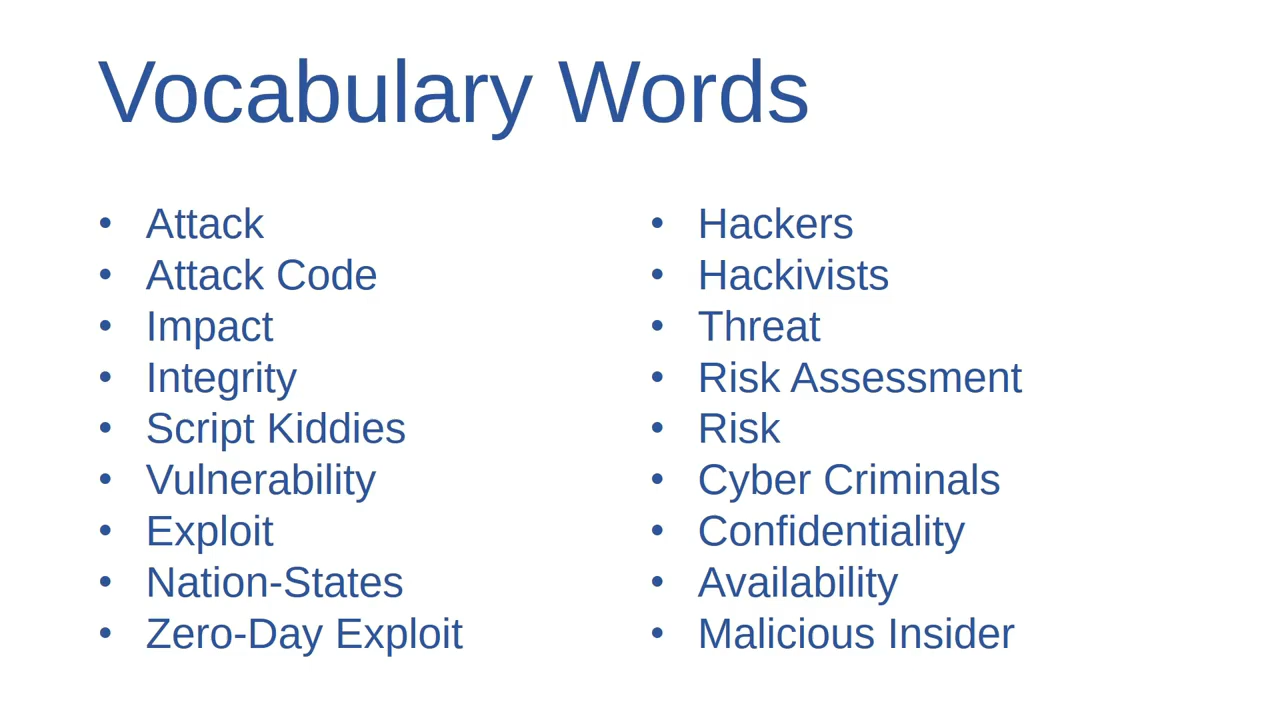 Vocabulary Words
• Attack
• Attack Code
• Impact
• Integrity
• Script Kiddies
• Vulnerability
• Exploit
• Nation-States
• Zero-Day Exploit
• Hackers
• Hackivists
• Threat
• Risk Assessment
• Risk
• Cyber Criminals
• Confidentiality
• Availability
• Malicious Insider